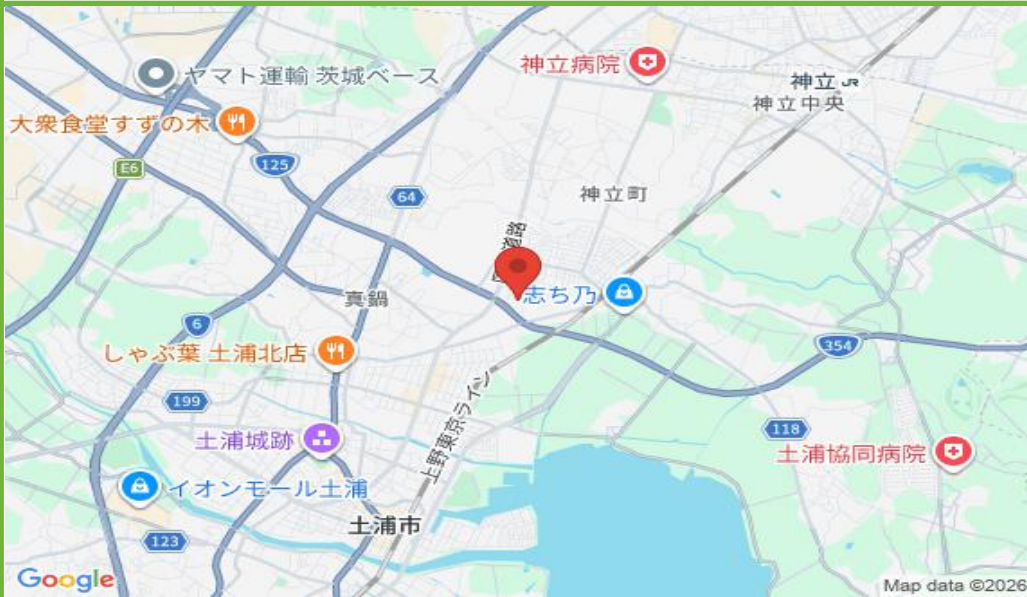 神立病院
神立 JR
ヤマト運輸 茨城ベース
神立中央
大衆食堂すずの木
125
E6
64
神立町
道路
志ち乃
真鍋
6
354
しゃぶ葉 土浦北店
上野東京ライン
199
118
土浦城跡
土浦協同病院
イオンモール土浦
土浦市
123
Google
Map data ©2026